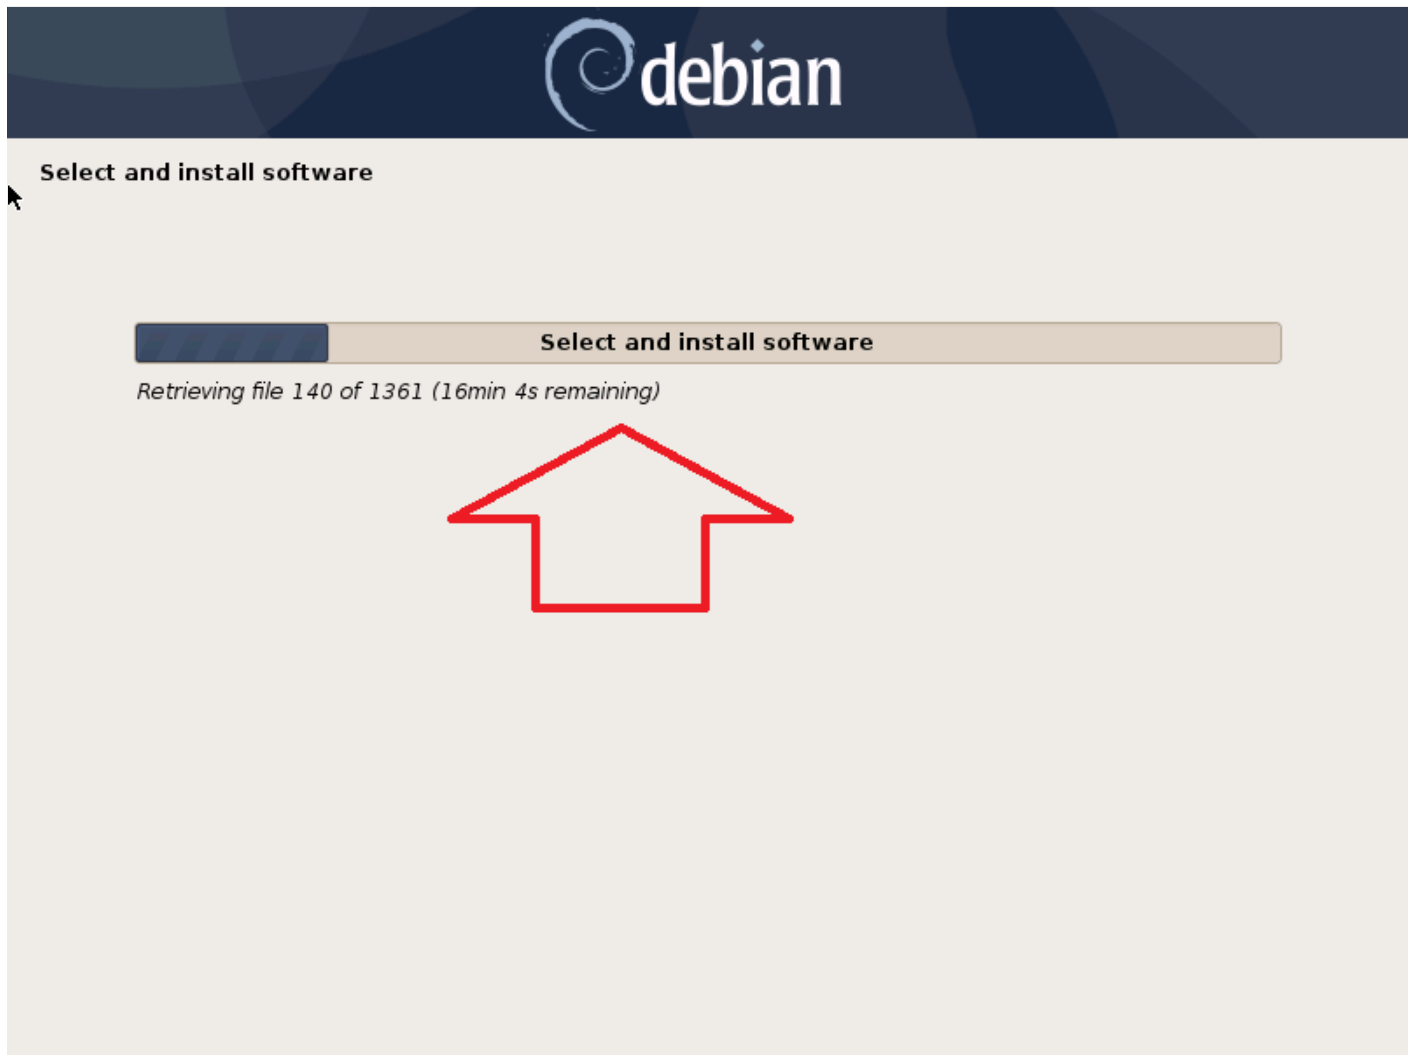 debian
Select and install software
Select and install software
Retrieving file 140 of 1361 (16min 4s remaining)